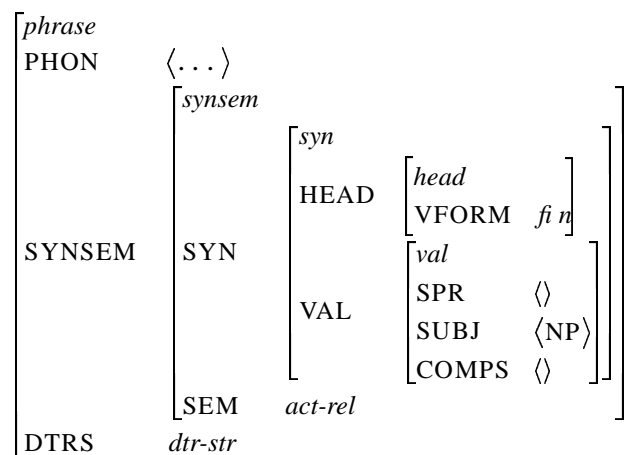 phrase
PHON ⟨...⟩
synsem
syn
head
HEAD
VFORM fin
SYNSEM SYN
val
SPR ⟨⟩
VAL
SUBJ ⟨NP⟩
COMPS ⟨⟩
SEM act-rel
DTRS dtr-str